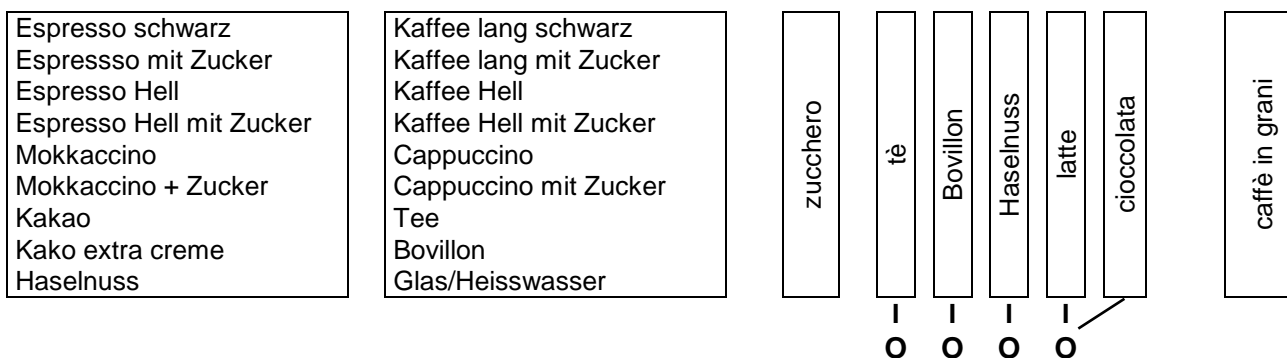 Espresso schwarz
Espressso mit Zucker
Espresso Hell
Espresso Hell mit Zucker
Mokkaccino
Mokkaccino + Zucker
Kakao
Kako extra creme
Haselnuss
Kaffee lang schwarz
Kaffee lang mit Zucker
Kaffee Hell
Kaffee Hell mit Zucker
Cappuccino
Cappuccino mit Zucker
Tee
Bovillon
Glas/Heisswasser
zucchero
tè
Bovillon
Haselnuss
latte
cioccolata
caffè in grani
I I I I
O O O O